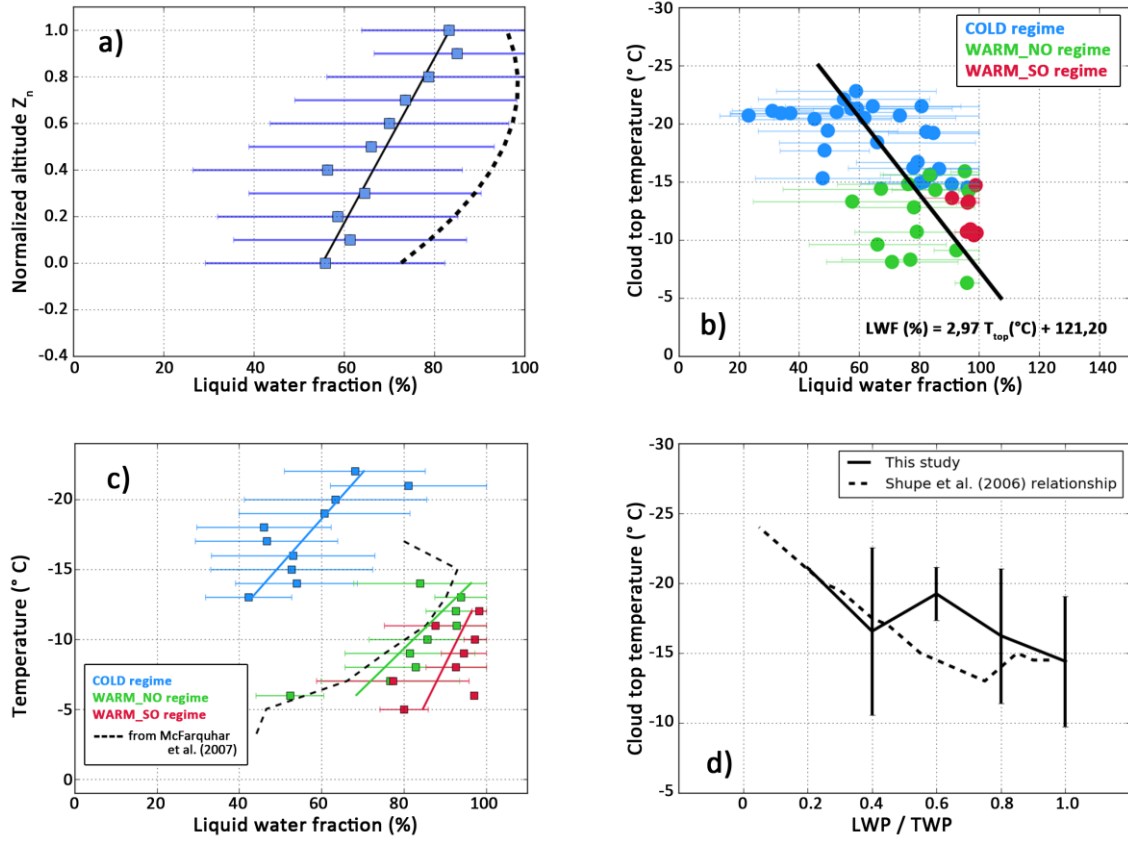 1.0
0.8
0.6
0.4
0.2
0.0
-0.2
-0.4
Normalized altitude Zn
a)
0 20 40 60 80 100
Liquid water fraction (%)
-30
-25
-20
-15
-10
-5
0
Cloud top temperature (° C)
COLD regime
WARM_NO regime
WARM_SO regime
b)
LWF (%) = 2,97 Ttop(°C) + 121,20
0 20 40 60 80 100 140
Liquid water fraction (%)
-20
-15
-10
-5
0
Temperature (° C)
c)
COLD regime
WARM_NO regime
WARM_SO regime
from McFarquhar
et al. (2007)
0 20 40 60 80 100
Liquid water fraction (%)
-30
-25
-20
-15
-10
-5
Cloud top temperature (° C)
This study
Shupe et al. (2006) relationship
d)
0 0.2 0.4 0.6 0.8 1.0
LWP / TWP